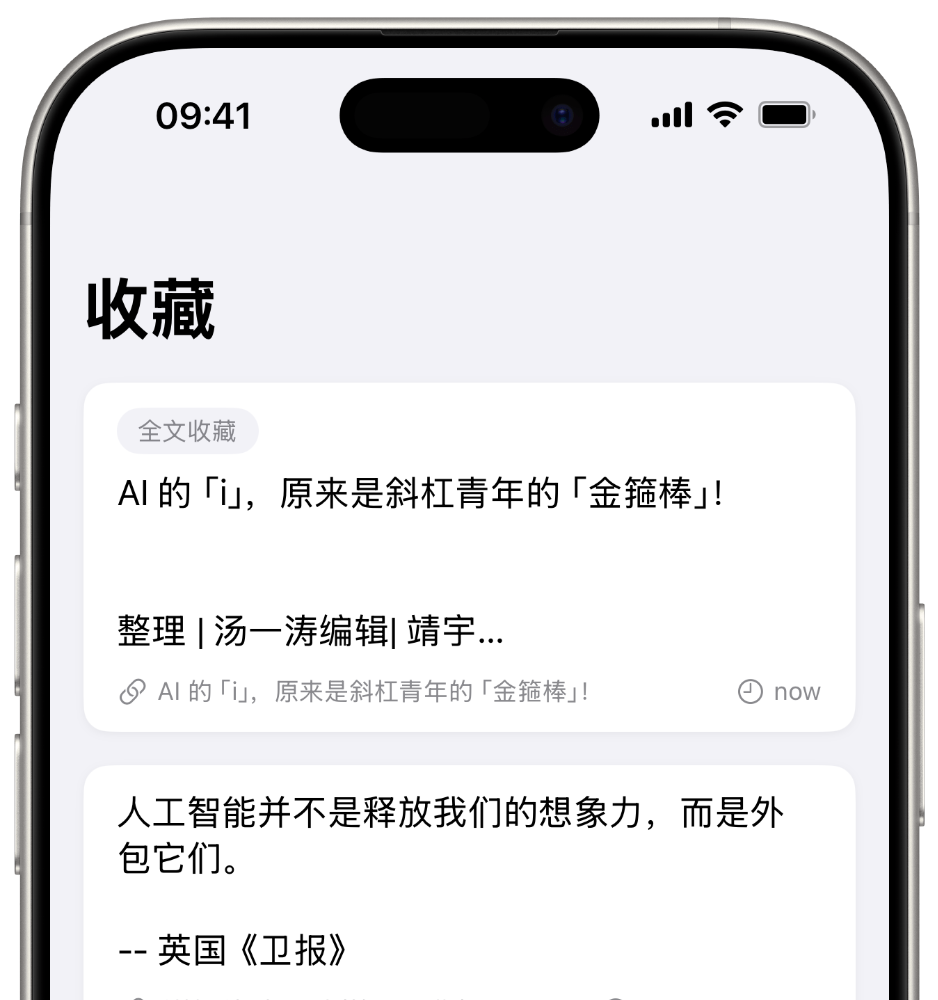 09:41
收藏
全文收藏
AI 的「i」，原来是斜杠青年的「金箍棒」!
整理 | 汤一涛编辑| 靖宇...
AI 的「i」，原来是斜杠青年的「金箍棒」!
now
人工智能并不是释放我们的想象力，而是外
包它们。
-- 英国《卫报》